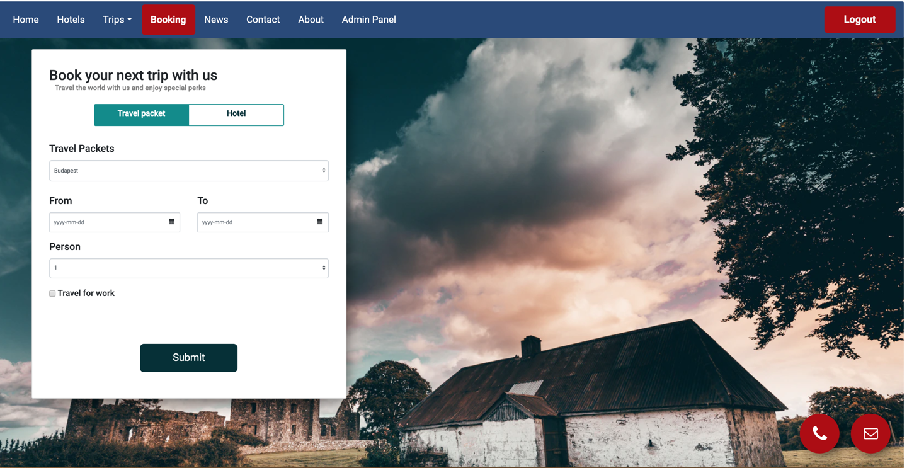 Home Hotels Trips Booking News Contact About Admin Panel Logout
Book your next trip with us
Travel the world with us and enjoy special perks
Travel packet Hotel
Travel Packets
Budapest
From To
yyyy-mm-dd yyyy-mm-dd
Person
1
Travel for work
Submit